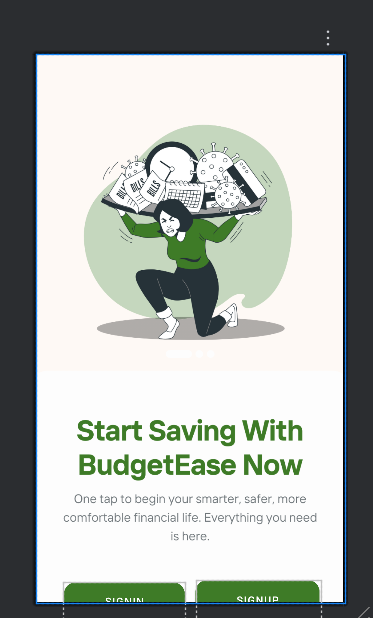 BILLS
BILLS
Start Saving With
BudgetEase Now
One tap to begin your smarter, safer, more
comfortable financial life. Everything you need
is here.
SIGNIN
SIGNUP